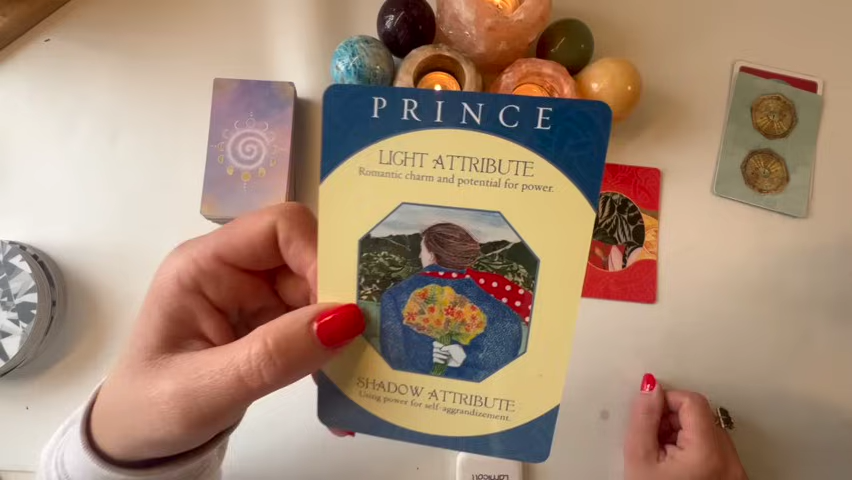 PRINCE
LIGHT ATTRIBUTE
Romantic charm and potential for power.
SHADOW ATTRIBUTE
Using power for self-aggrandizement.